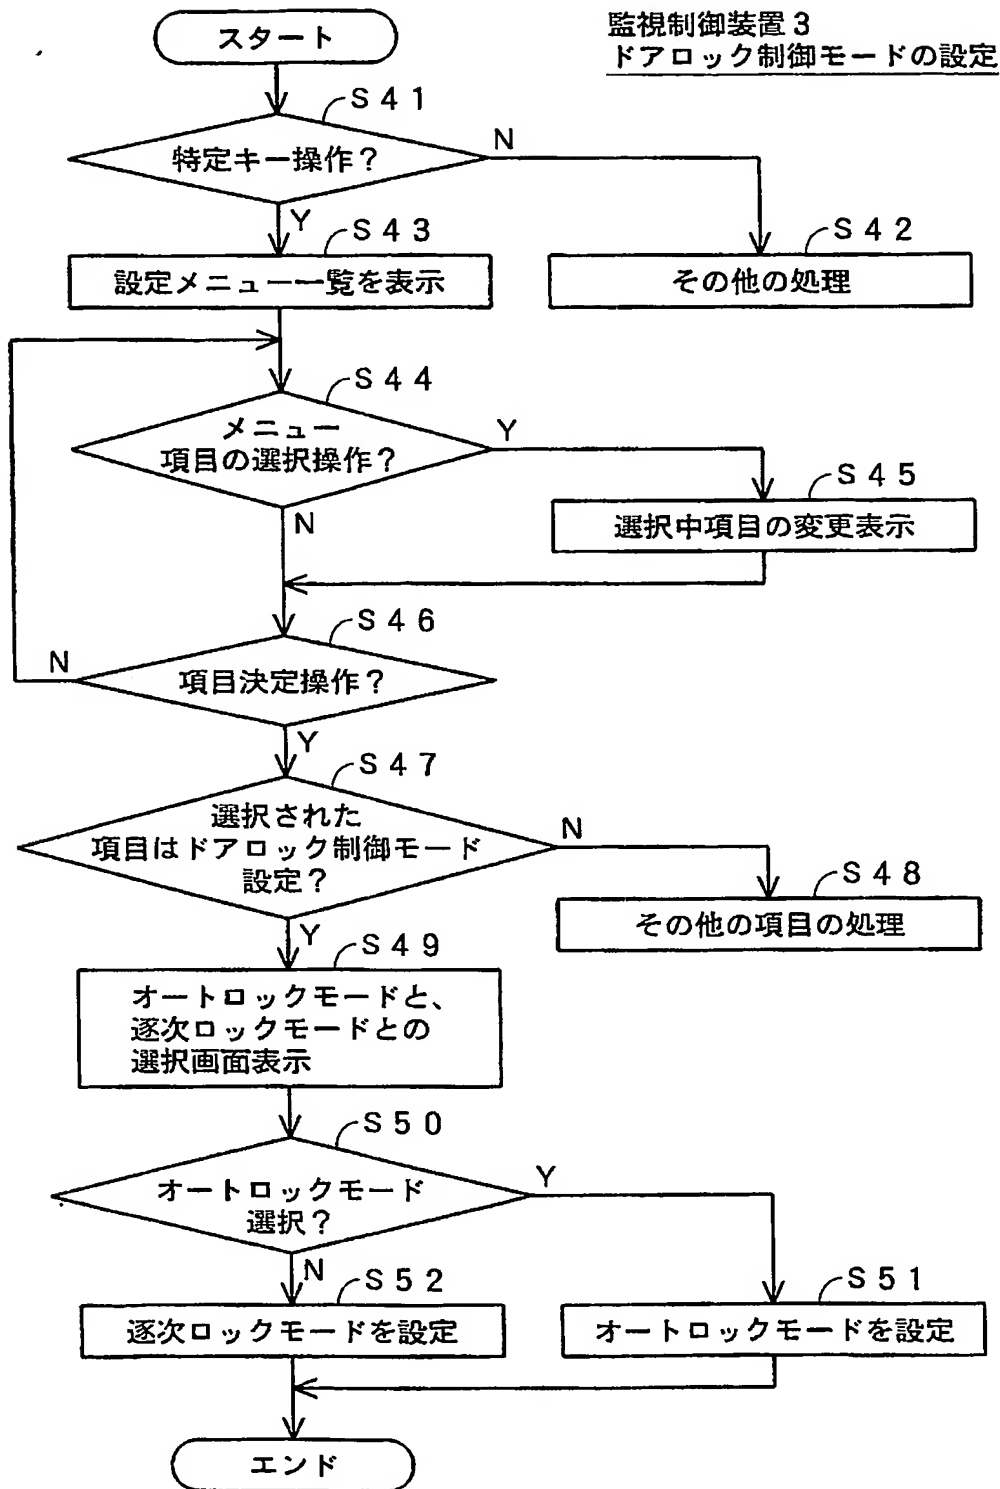 監視制御装置３
ドアロック制御モードの設定
スタート
Ｓ４１
特定キー操作？
N
Y
Ｓ４２
その他の処理
Ｓ４３
設定メニュー一覧を表示
Ｓ４４
メニュー
項目の選択操作？
Y
N
Ｓ４５
選択中項目の変更表示
Ｓ４６
項目決定操作？
N
Y
Ｓ４７
選択された
項目はドアロック制御モード
設定？
N
Y
Ｓ４８
その他の項目の処理
Ｓ４９
オートロックモードと、
逐次ロックモードとの
選択画面表示
Ｓ５０
オートロックモード
選択？
Y
N
Ｓ５２
逐次ロックモードを設定
Ｓ５１
オートロックモードを設定
エンド